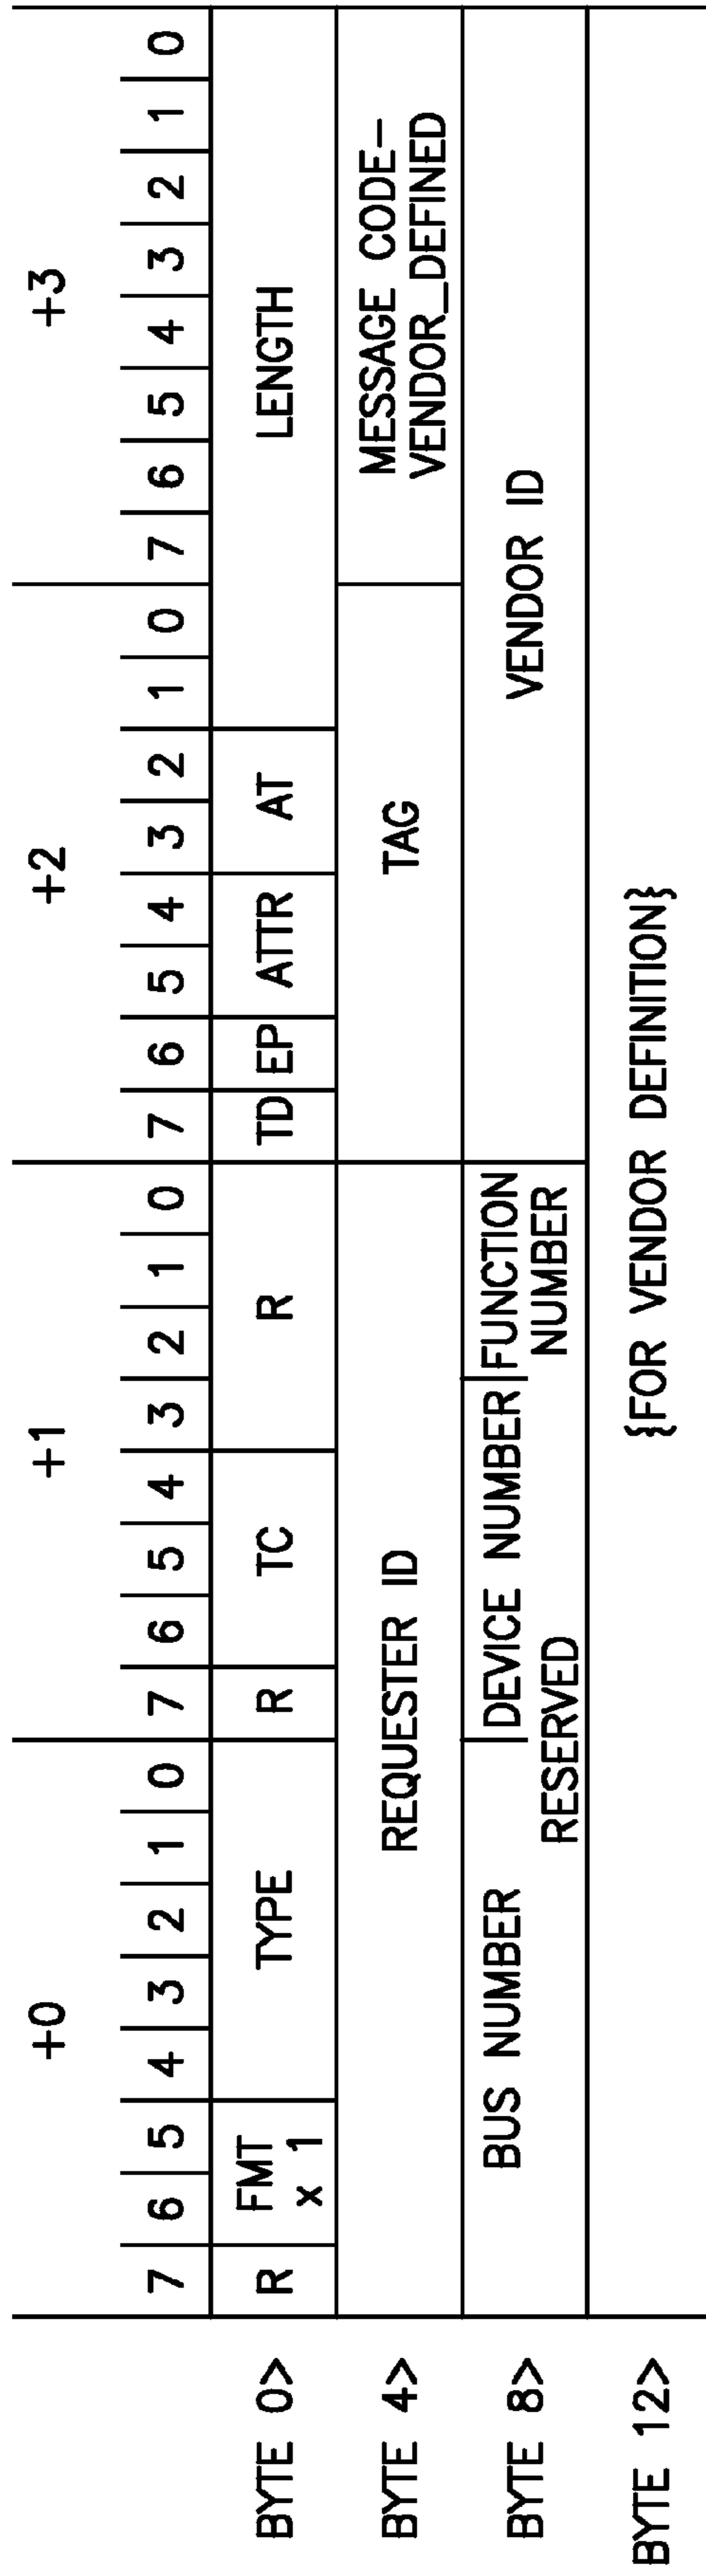 +0 +1 +2 +3
7 6 5 4 3 2 1 0 7 6 5 4 3 2 1 0 7 6 5 4 3 2 1 0 7 6 5 4 3 2 1 0
BYTE 0> R FMT TYPE R TC R TD EP ATTR AT LENGTH
x 1
BYTE 4> REQUESTER ID TAG MESSAGE CODE–
VENDOR_DEFINED
BYTE 8> BUS NUMBER DEVICE NUMBER FUNCTION VENDOR ID
NUMBER
RESERVED
BYTE 12> {FOR VENDOR DEFINITION}